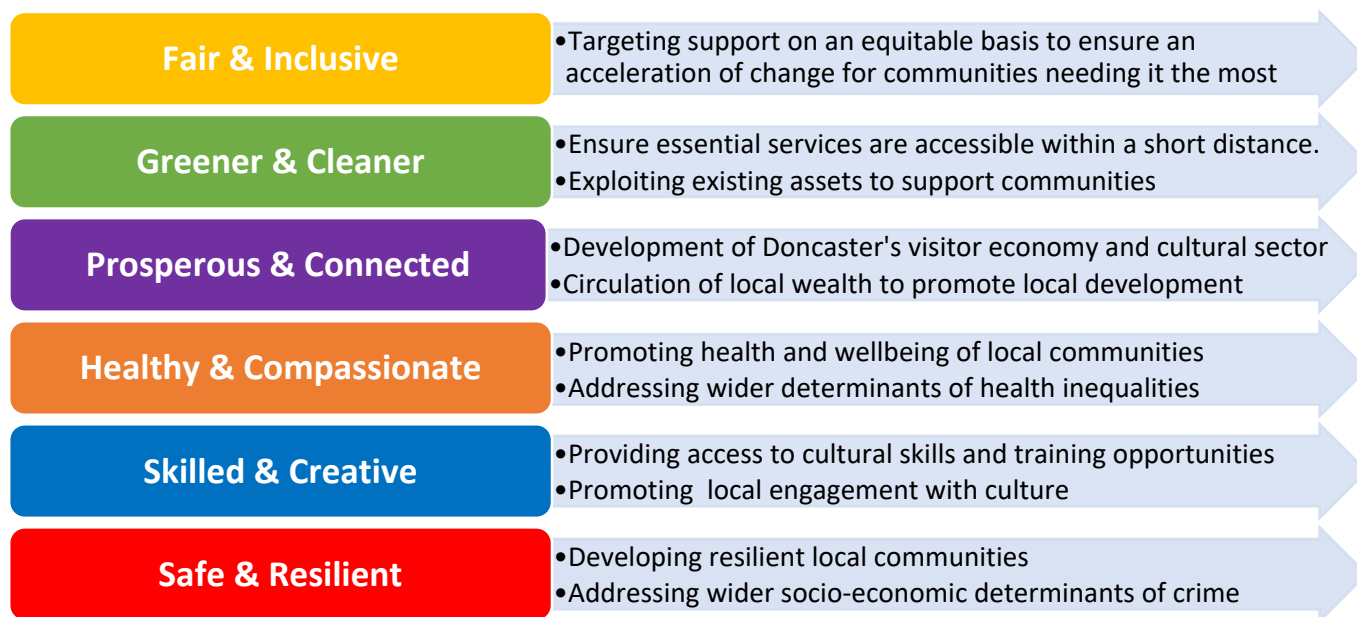 Fair & Inclusive
•Targeting support on an equitable basis to ensure an
acceleration of change for communities needing it the most
Greener & Cleaner
•Ensure essential services are accessible within a short distance.
•Exploiting existing assets to support communities
Prosperous & Connected
•Development of Doncaster's visitor economy and cultural sector
•Circulation of local wealth to promote local development
Healthy & Compassionate
•Promoting health and wellbeing of local communities
•Addressing wider determinants of health inequalities
Skilled & Creative
•Providing access to cultural skills and training opportunities
•Promoting  local engagement with culture
Safe & Resilient
•Developing resilient local communities
•Addressing wider socio-economic determinants of crime